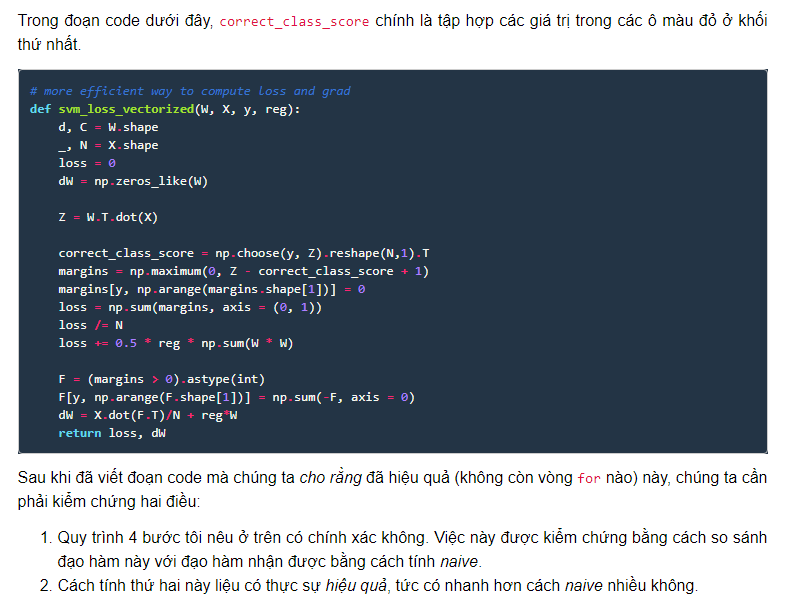 Trong đoạn code dưới đây, correct_class_score chính là tập hợp các giá trị trong các ô màu đỏ ở khối
thứ nhất.
# more efficient way to compute loss and grad
def svm_loss_vectorized(W, X, y, reg):
    d, C = W.shape
    _, N = X.shape
    loss = 0
    dW = np.zeros_like(W)
    Z = W.T.dot(X)
    correct_class_score = np.choose(y, Z).reshape(N,1).T
    margins = np.maximum(0, Z - correct_class_score + 1)
    margins[y, np.arange(margins.shape[1])] = 0
    loss = np.sum(margins, axis = (0, 1))
    loss /= N
    loss += 0.5 * reg * np.sum(W * W)
    F = (margins > 0).astype(int)
    F[y, np.arange(F.shape[1])] = np.sum(-F, axis = 0)
    dW = X.dot(F.T)/N + reg*W
    return loss, dW
Sau khi đã viết đoạn code mà chúng ta cho rằng đã hiệu quả (không còn vòng for nào) này, chúng ta cần
phải kiểm chứng hai điều:
1. Quy trình 4 bước tôi nêu ở trên có chính xác không. Việc này được kiểm chứng bằng cách so sánh
đạo hàm này với đạo hàm nhận được bằng cách tính naive.
2. Cách tính thứ hai này liệu có thực sự hiệu quả, tức có nhanh hơn cách naive nhiều không.